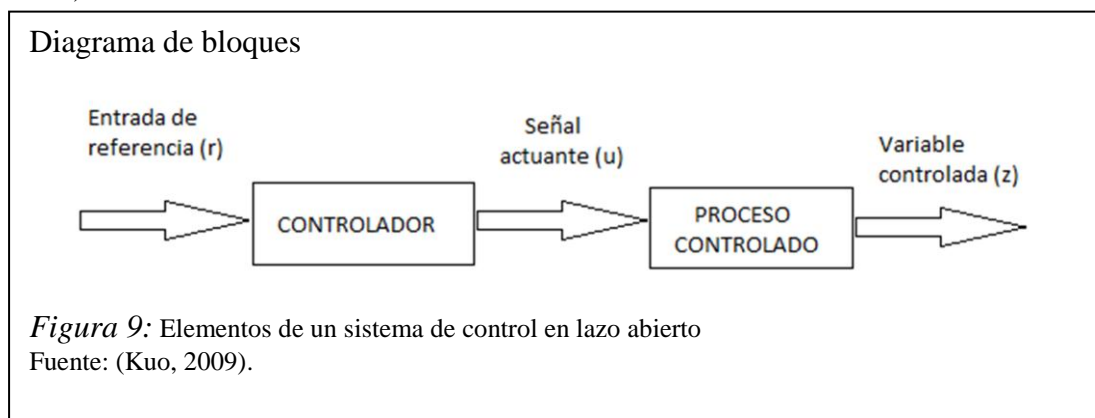 Diagrama de bloques
Entrada de
referencia (r)
CONTROLADOR
Señal
actuante (u)
PROCESO
CONTROLADO
Variable
controlada (z)
Figura 9: Elementos de un sistema de control en lazo abierto
Fuente: (Kuo, 2009).